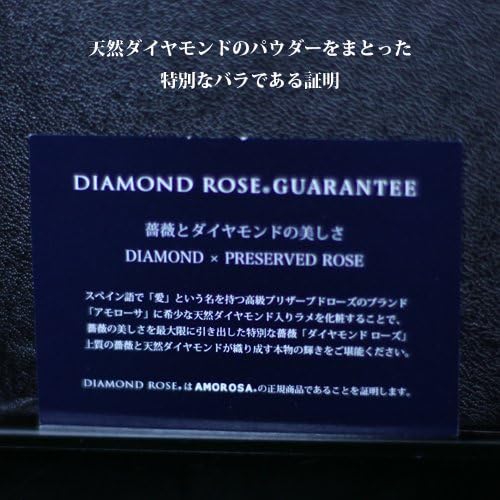 天然ダイヤモンドのパウダーをまとった
特別なバラである証明
DIAMOND ROSE®GUARANTEE
薔薇とダイヤモンドの美しさ
DIAMOND × PRESERVED ROSE
スペイン語で「愛」という名を持つ高級プリザーブドローズのブランド
「アモローサ」に希少な天然ダイヤモンド入りラメを化粧することで、
薔薇の美しさを最大限に引き出した特別な薔薇「ダイヤモンド ローズ」
上質の薔薇と天然ダイヤモンドが織り成す本物の輝きをご堪能ください。
DIAMOND ROSE®は AMOROSA®の正規商品であることを証明します。